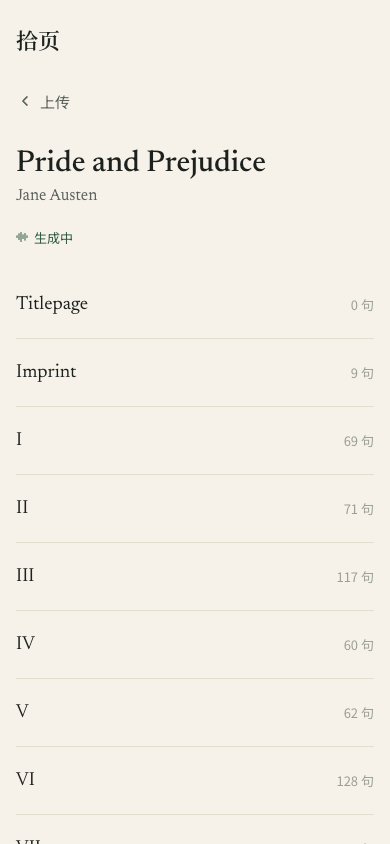 拾页
上传
Pride and Prejudice
Jane Austen
生成中
Titlepage 0 句
Imprint 9 句
I 69 句
II 71 句
III 117 句
IV 60 句
V 62 句
VI 128 句